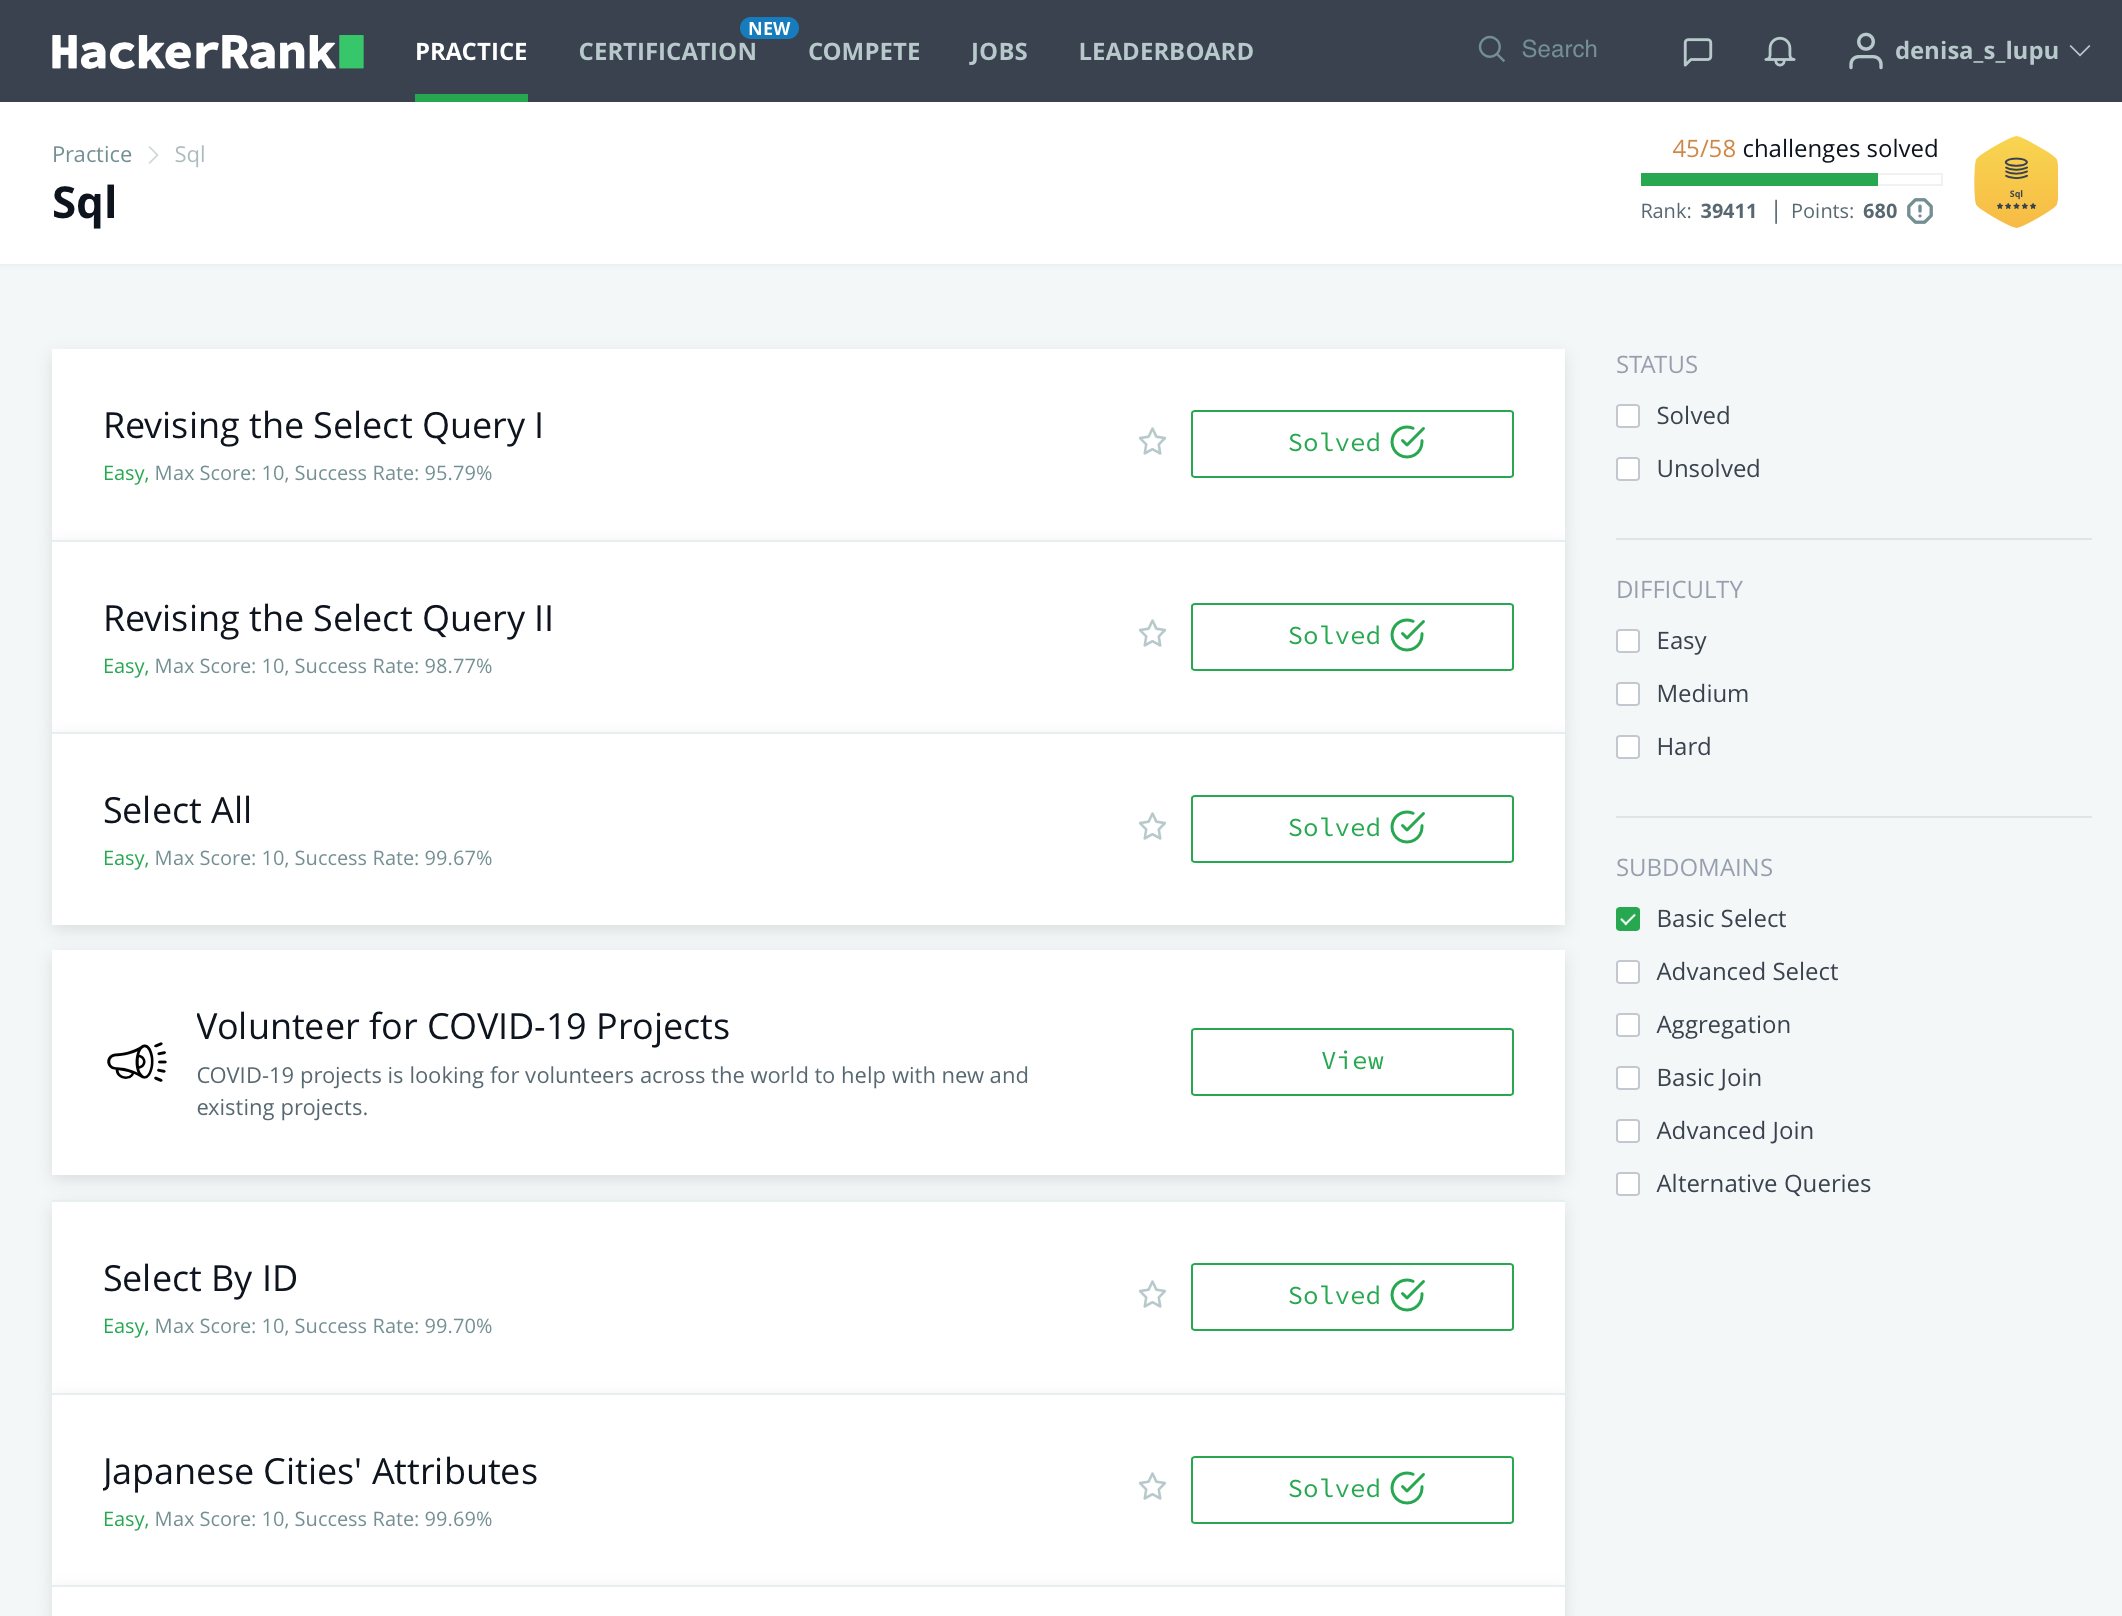 HackerRank PRACTICE CERTIFICATION NEW COMPETE JOBS LEADERBOARD Search denisa_s_lupu
Practice Sql
Sql
45/58 challenges solved
Rank: 39411 | Points: 680
Sql
Revising the Select Query I
Easy, Max Score: 10, Success Rate: 95.79%
Solved
Revising the Select Query II
Easy, Max Score: 10, Success Rate: 98.77%
Solved
Select All
Easy, Max Score: 10, Success Rate: 99.67%
Solved
Volunteer for COVID-19 Projects
COVID-19 projects is looking for volunteers across the world to help with new and
existing projects.
View
Select By ID
Easy, Max Score: 10, Success Rate: 99.70%
Solved
Japanese Cities' Attributes
Easy, Max Score: 10, Success Rate: 99.69%
Solved
STATUS
Solved
Unsolved
DIFFICULTY
Easy
Medium
Hard
SUBDOMAINS
Basic Select
Advanced Select
Aggregation
Basic Join
Advanced Join
Alternative Queries